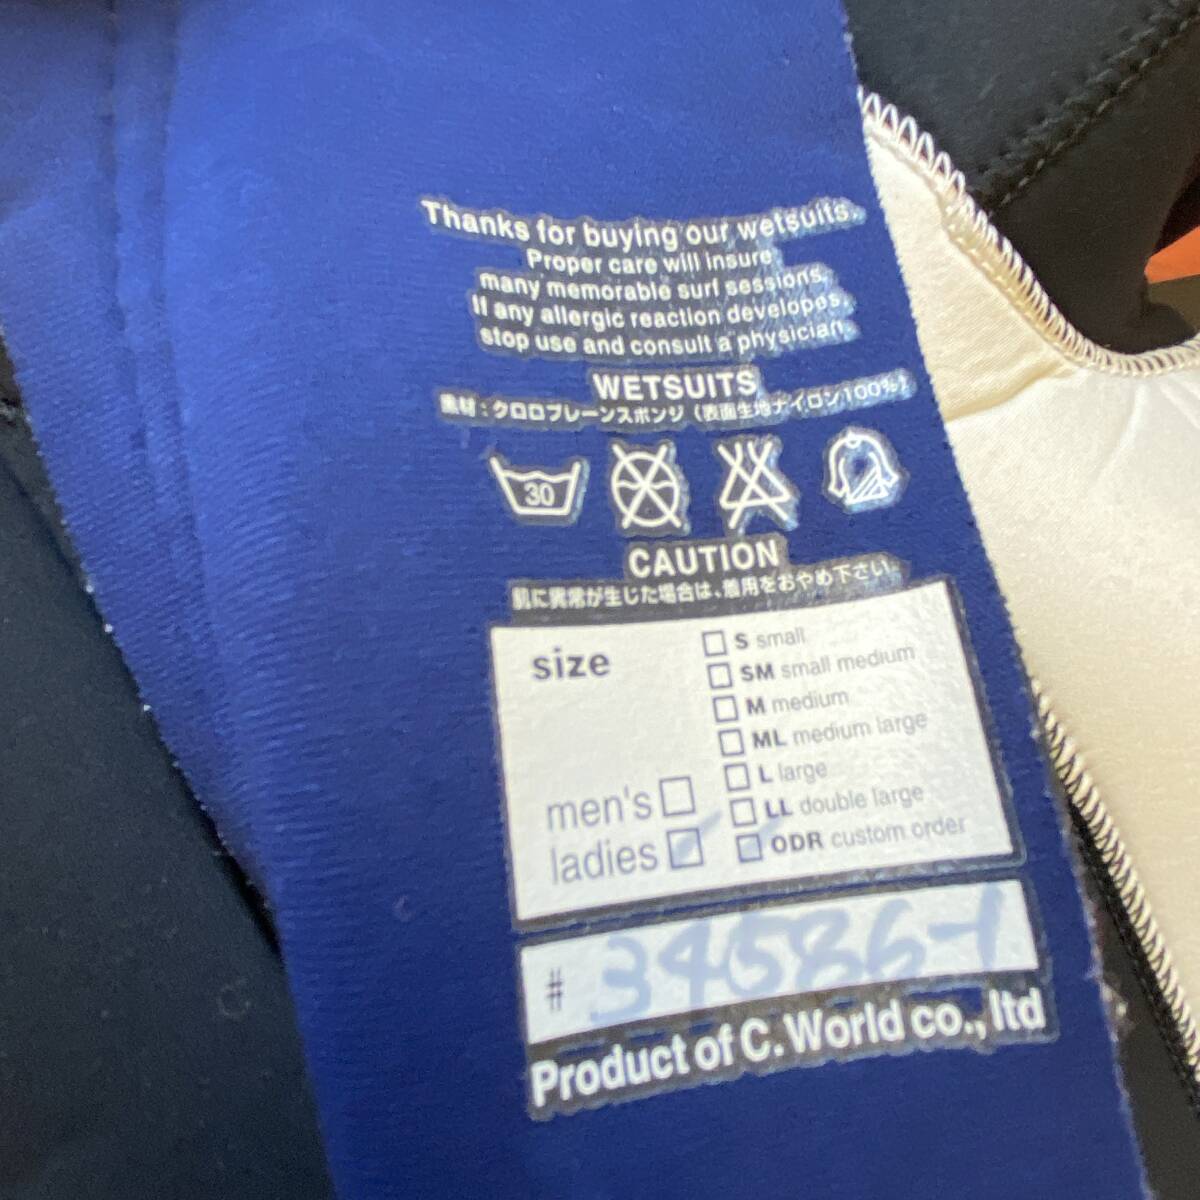 Thanks for buying our wetsuits.
Proper care will insure
many memorable surf sessions.
If any allergic reaction developes,
stop use and consult a physician.
WETSUITS
素材:クロロプレーンスポンジ(表面生地ナイロン100%)
30
CAUTION
肌に異常が生じた場合は、着用をおやめ下さい。
size
S small
SM small medium
M medium
ML medium large
L large
LL double large
ODR custom order
men's
ladies
# 34586-1
Product of C. World co., ltd